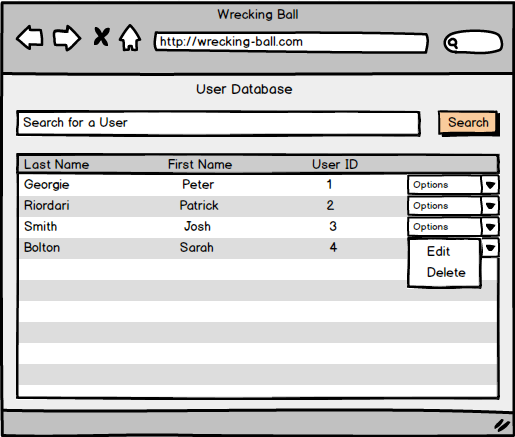 Wrecking Ball
http://wrecking-ball.com
User Database
Search for a User
Search
Last Name First Name User ID
Georgie Peter 1 Options
Riordari Patrick 2 Options
Smith Josh 3 Options
Bolton Sarah 4
Edit
Delete